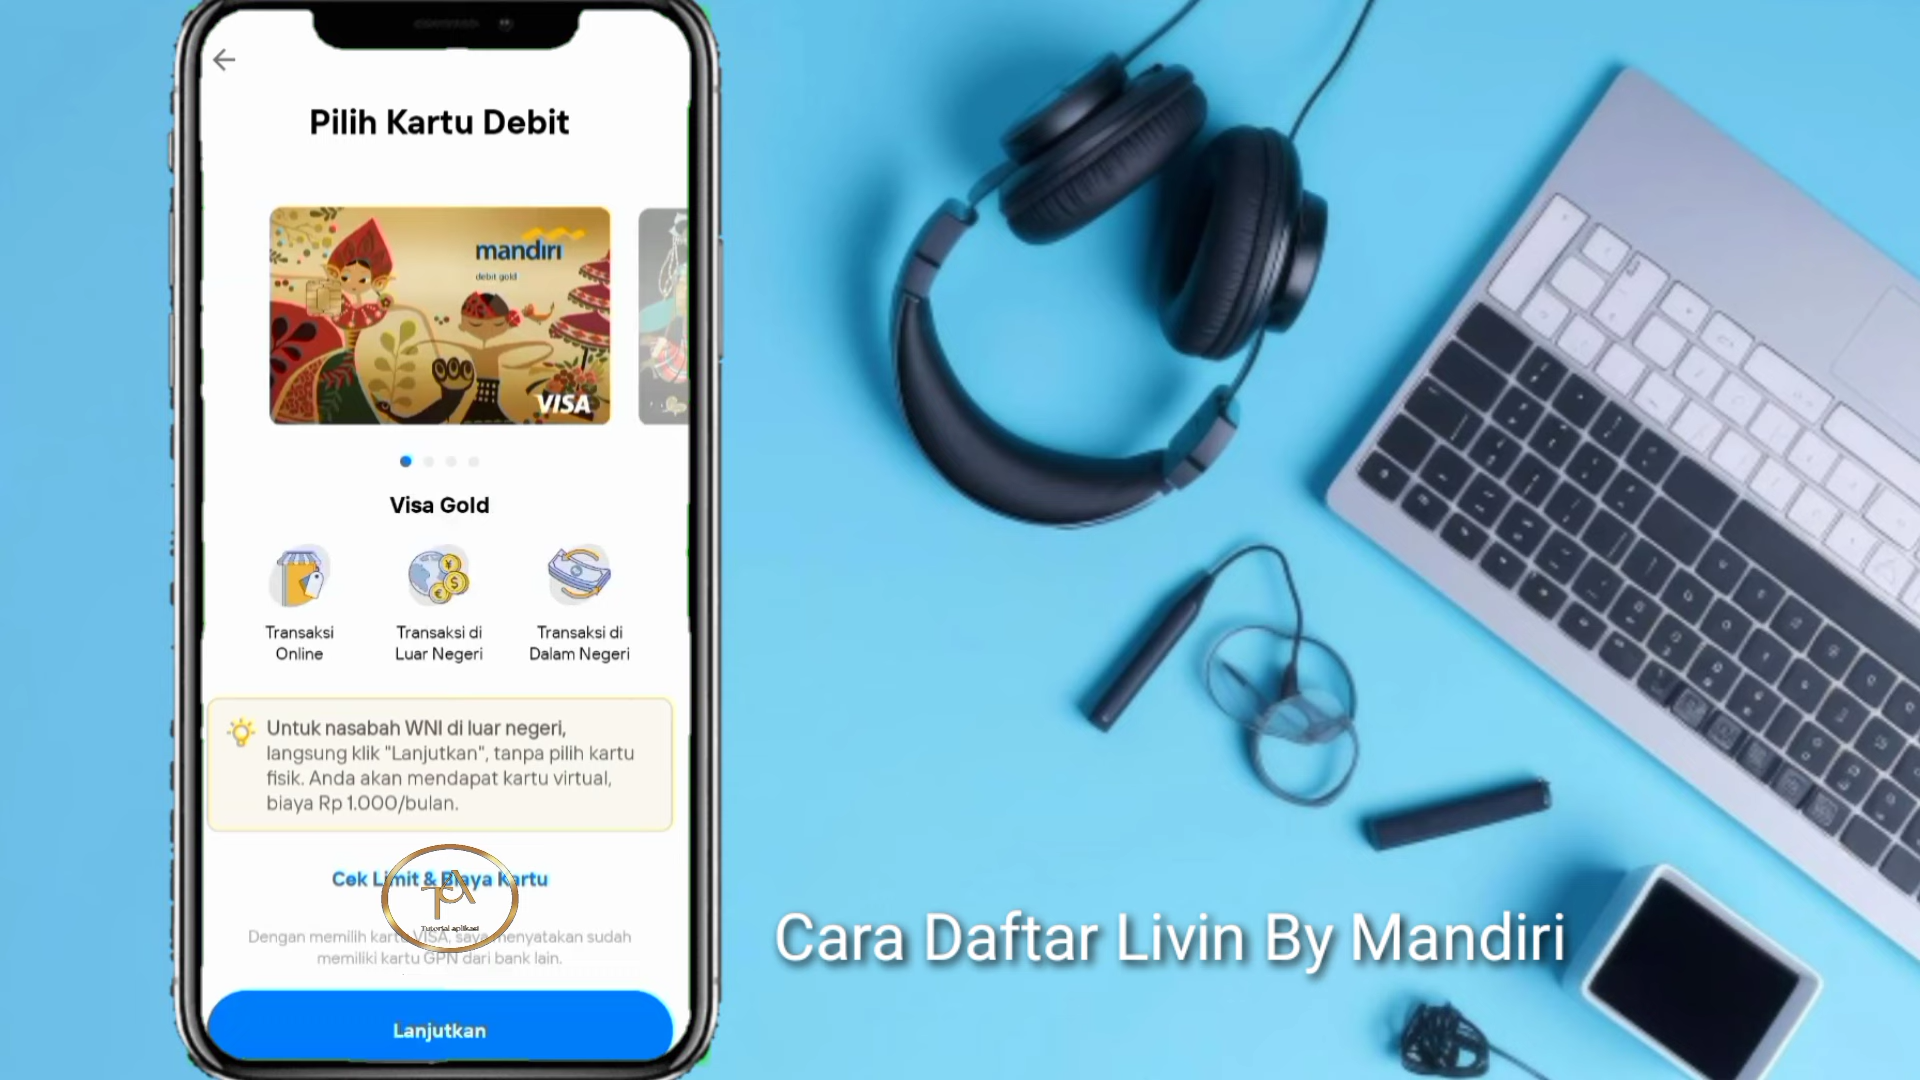 Pilih Kartu Debit
mandiri
debit gold
VISA
Visa Gold
Transaksi
Online
Transaksi di
Luar Negeri
Transaksi di
Dalam Negeri
Untuk nasabah WNI di luar negeri,
langsung klik "Lanjutkan", tanpa pilih kartu
fisik. Anda akan mendapat kartu virtual,
biaya Rp 1.000/bulan.
Cek Limit & Biaya Kartu
TA
Tutorial aplikasi
Dengan memilih kartu VISA, saya menyatakan sudah
memiliki kartu GPN dari bank lain.
Lanjutkan
Cara Daftar Livin By Mandiri